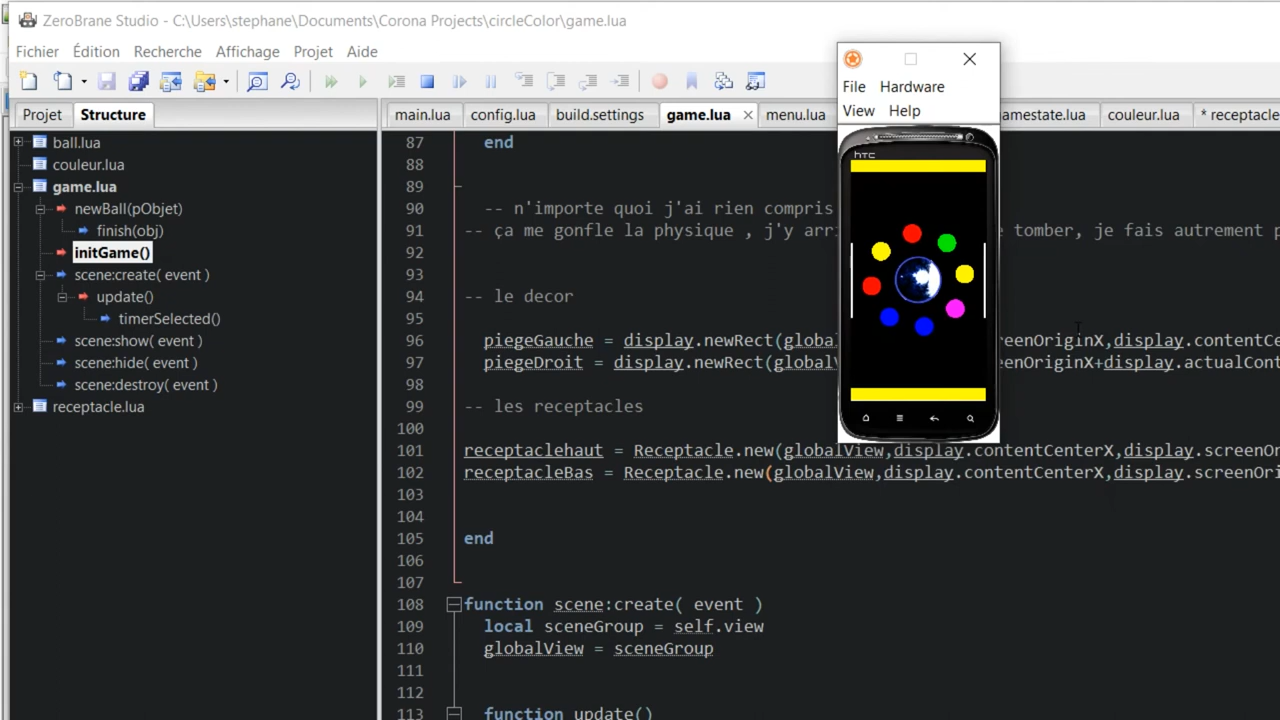 ZeroBrane Studio - C:\Users\stephane\Documents\Corona Projects\circleColor\game.lua
Fichier Édition Recherche Affichage Projet Aide
File Hardware
View Help
Projet Structure
main.lua config.lua build.settings game.lua menu.lua amestate.lua couleur.lua * receptacle
ball.lua
couleur.lua
game.lua
newBall(pObjet)
finish(obj)
initGame()
scene:create( event )
update()
timerSelected()
scene:show( event )
scene:hide( event )
scene:destroy( event )
receptacle.lua
htc
87 end
88
89
90 -- n'importe quoi j'ai rien compris
91 -- ça me gonfle la physique , j'y arri e tomber, je fais autrement p
92
93
94 -- le decor
95
96 piegeGauche = display.newRect(globa reenOriginX,display.contentCe
97 piegeDroit = display.newRect(global reenOriginX+display.actualCont
98
99 -- les receptacles
100
101 receptaclehaut = Receptacle.new(globalView,display.contentCenterX,display.screenO
102 receptacleBas = Receptacle.new(globalView,display.contentCenterX,display.screenOri
103
104
105 end
106
107
108 function scene:create( event )
109 local sceneGroup = self.view
110 globalView = sceneGroup
111
112
113 function update()